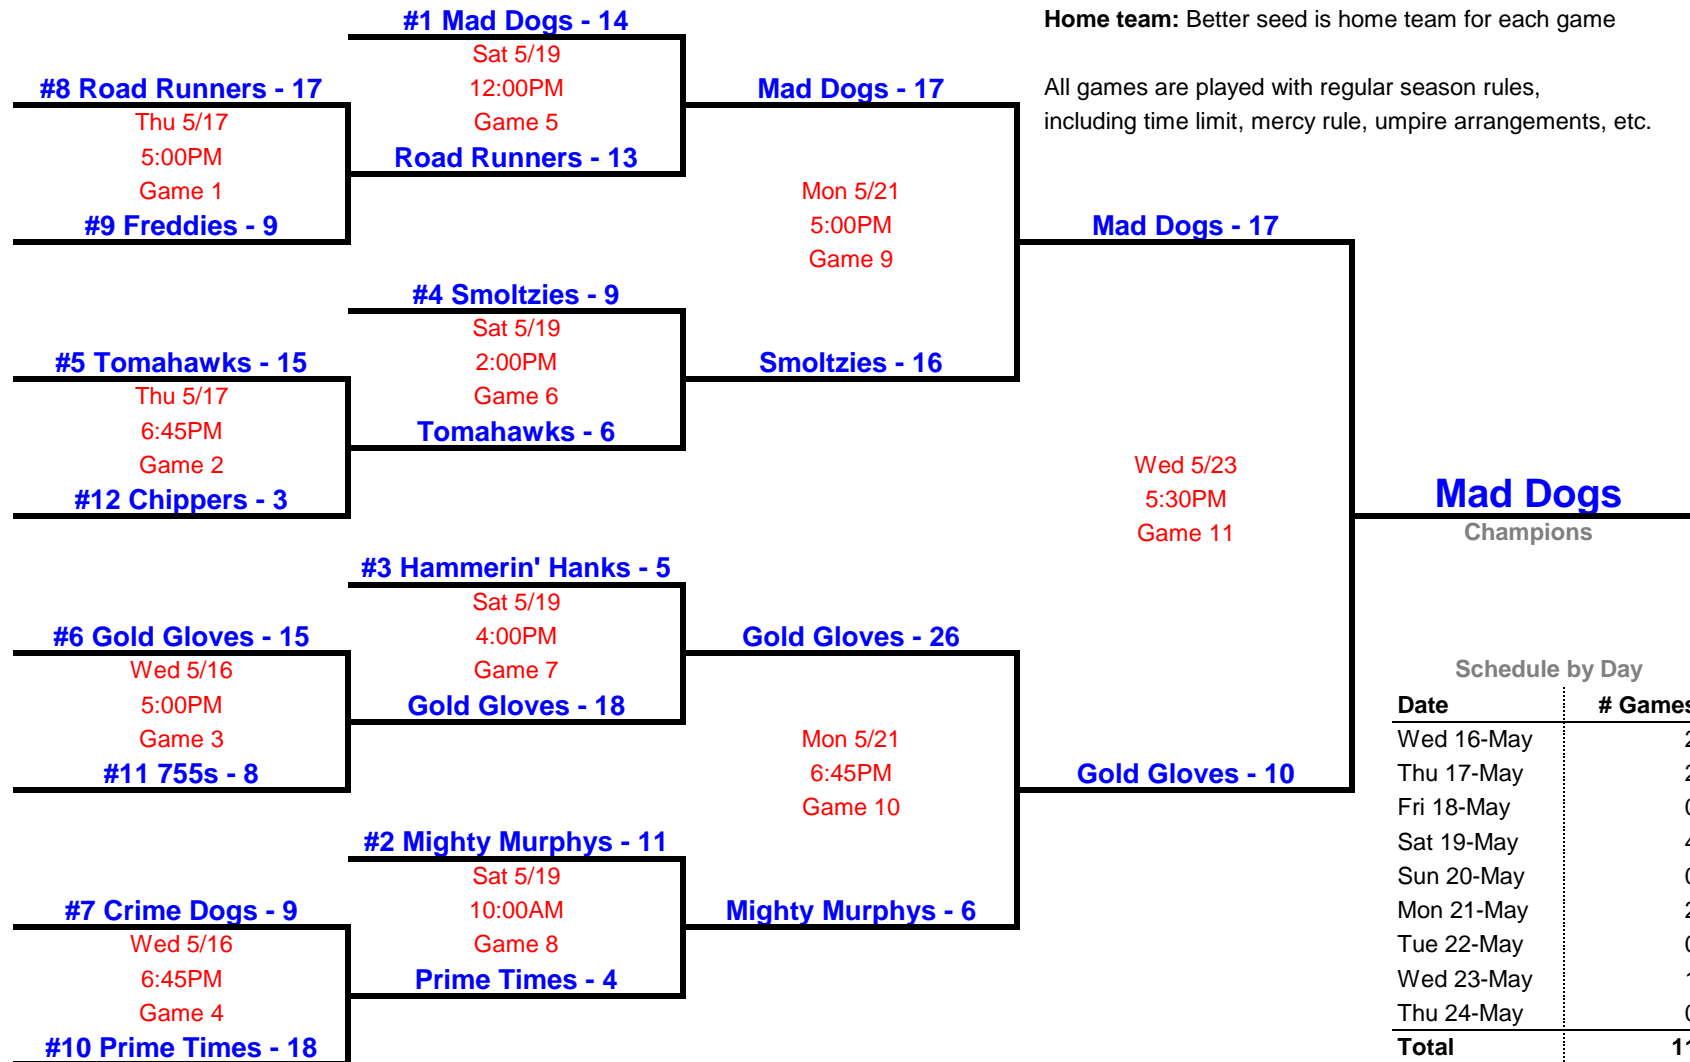 #1 Mad Dogs - 14
Sat 5/19
12:00PM
Game 5
Road Runners - 13
#8 Road Runners - 17
Thu 5/17
5:00PM
Game 1
#9 Freddies - 9
Mad Dogs - 17
Mon 5/21
5:00PM
Game 9
Smoltzies - 16
#4 Smoltzies - 9
Sat 5/19
2:00PM
Game 6
Tomahawks - 6
#5 Tomahawks - 15
Thu 5/17
6:45PM
Game 2
#12 Chippers - 3
Home team: Better seed is home team for each game
All games are played with regular season rules,
including time limit, mercy rule, umpire arrangements, etc.
Mad Dogs - 17
Wed 5/23
5:30PM
Game 11
Gold Gloves - 10
Mad Dogs
Champions
#3 Hammerin' Hanks - 5
Sat 5/19
4:00PM
Game 7
Gold Gloves - 18
#6 Gold Gloves - 15
Wed 5/16
5:00PM
Game 3
#11 755s - 8
Gold Gloves - 26
Mon 5/21
6:45PM
Game 10
Mighty Murphys - 6
#2 Mighty Murphys - 11
Sat 5/19
10:00AM
Game 8
Prime Times - 4
#7 Crime Dogs - 9
Wed 5/16
6:45PM
Game 4
#10 Prime Times - 18
Schedule by Day
Date # Games
Wed 16-May 2
Thu 17-May 2
Fri 18-May 0
Sat 19-May 4
Sun 20-May 0
Mon 21-May 2
Tue 22-May 0
Wed 23-May 1
Thu 24-May 0
Total 11